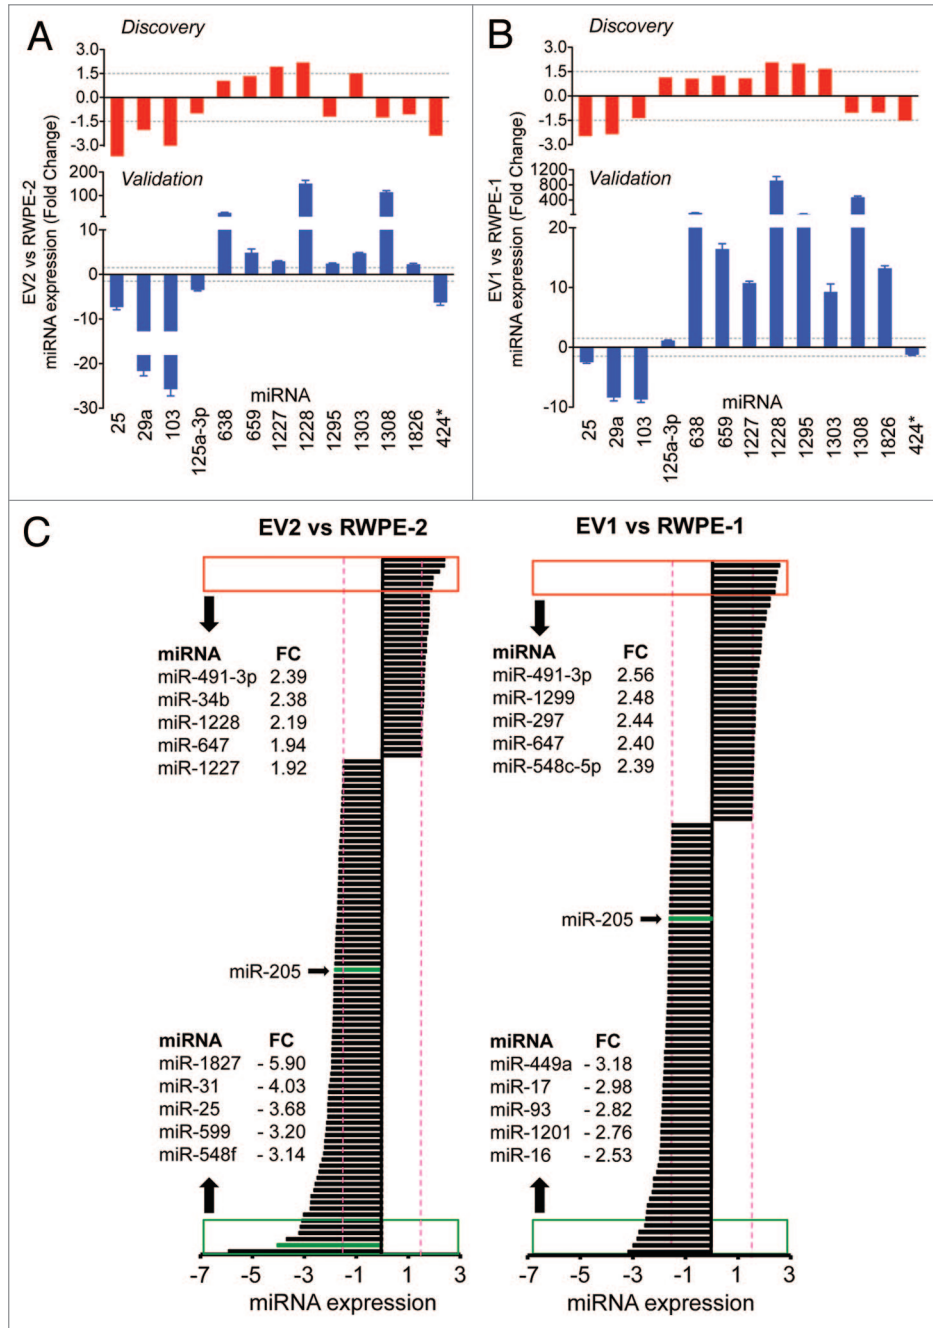 A
Discovery
3.0
1.5
0.0
-1.5
-3.0
EV2 vs RWPE-2
miRNA expression (Fold Change)
Validation
200
100
10
0
-10
-20
-30
miRNA
25
29a
103
125a-3p
638
659
1227
1228
1295
1303
1308
1826
424*
B
Discovery
3.0
1.5
0.0
-1.5
-3.0
EV1 vs RWPE-1
miRNA expression (Fold Change)
Validation
1200
800
400
20
10
0
-10
miRNA
25
29a
103
125a-3p
638
659
1227
1228
1295
1303
1308
1826
424*
C
EV2 vs RWPE-2
miRNA FC
miR-491-3p 2.39
miR-34b 2.38
miR-1228 2.19
miR-647 1.94
miR-1227 1.92
miR-205
miRNA FC
miR-1827 - 5.90
miR-31 - 4.03
miR-25 - 3.68
miR-599 - 3.20
miR-548f - 3.14
-7 -5 -3 -1 1 3
miRNA expression
EV1 vs RWPE-1
miRNA FC
miR-491-3p 2.56
miR-1299 2.48
miR-297 2.44
miR-647 2.40
miR-548c-5p 2.39
miR-205
miRNA FC
miR-449a - 3.18
miR-17 - 2.98
miR-93 - 2.82
miR-1201 - 2.76
miR-16 - 2.53
-7 -5 -3 -1 1 3
miRNA expression